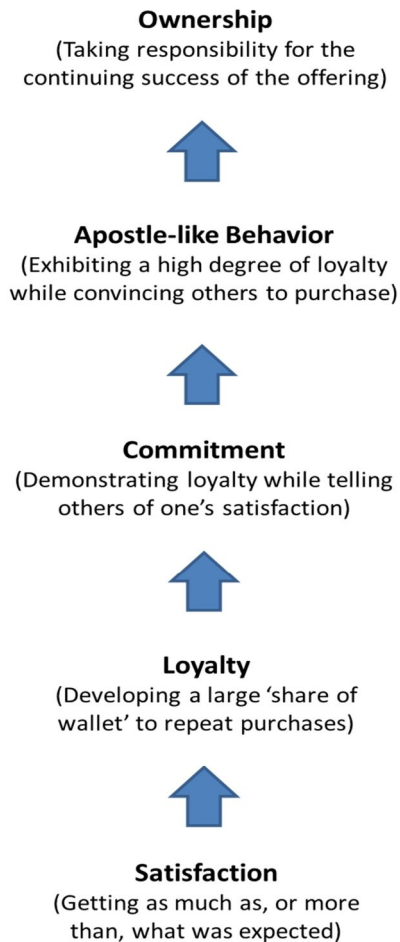 Ownership
(Taking responsibility for the
continuing success of the offering)
Apostle-like Behavior
(Exhibiting a high degree of loyalty
while convincing others to purchase)
Commitment
(Demonstrating loyalty while telling
others of one’s satisfaction)
Loyalty
(Developing a large ‘share of
wallet’ to repeat purchases)
Satisfaction
(Getting as much as, or more
than, what was expected)